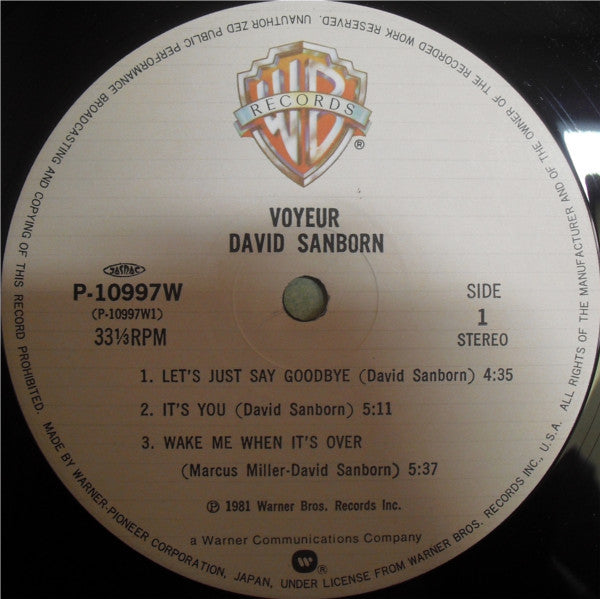 WB
RECORDS
®
VOYEUR
DAVID SANBORN
JASRAC
P-10997W
(P-10997W1)
33⅓RPM
SIDE
1
STEREO
1. LET'S JUST SAY GOODBYE (David Sanborn) 4:35
2. IT'S YOU (David Sanborn) 5:11
3. WAKE ME WHEN IT'S OVER
(Marcus Miller-David Sanborn) 5:37
Ⓟ 1981 Warner Bros. Records Inc.
a Warner Communications Company
®
MADE BY WARNER-PIONEER CORPORATION, JAPAN, UNDER LICENSE FROM WARNER BROS. RECORDS INC., U.S.A. ALL RIGHTS OF THE MANUFACTURER AND OF THE OWNER OF THE RECORDED WORK RESERVED. UNAUTHORIZED PUBLIC PERFORMANCE BROADCASTING AND COPYING OF THIS RECORD PROHIBITED.